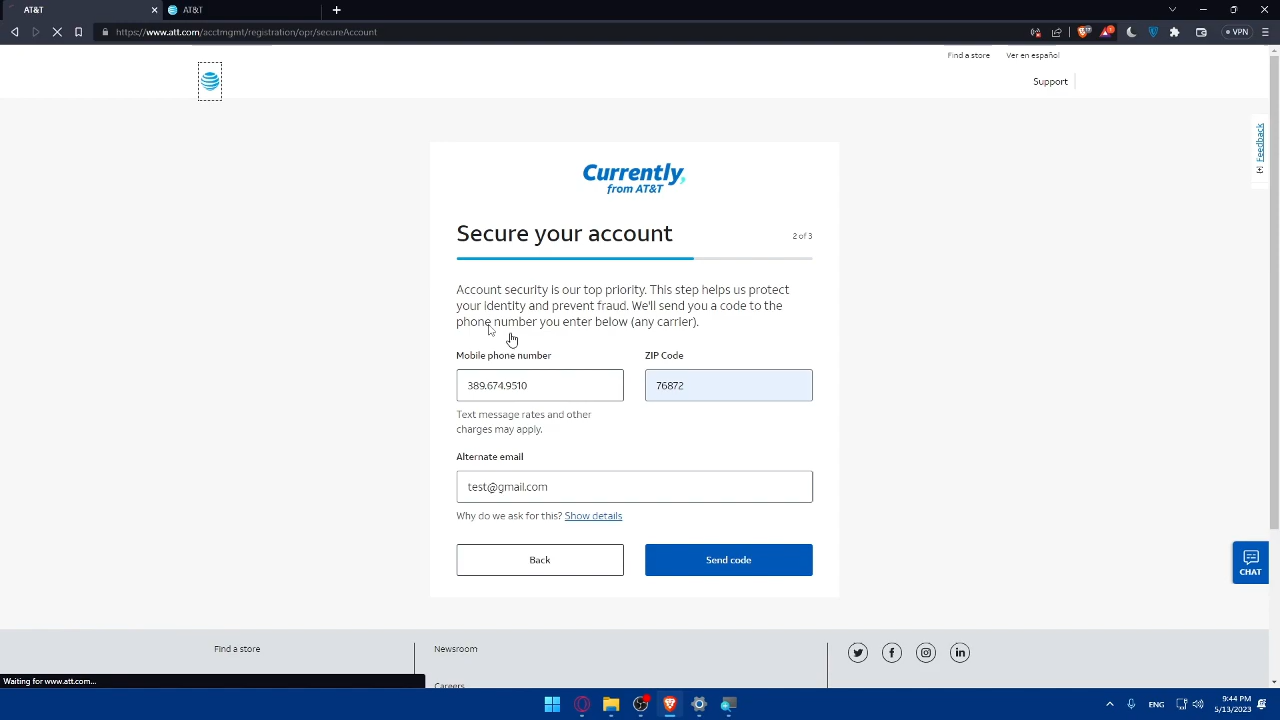 AT&T
AT&T
https://www.att.com/acctmgmt/registration/opr/secureAccount
VPN
Find a store
Ver en español
Support
Feedback
Currently,
from AT&T
Secure your account
2 of 3
Account security is our top priority. This step helps us protect
your identity and prevent fraud. We'll send you a code to the
phone number you enter below (any carrier).
Mobile phone number
ZIP Code
389.674.9510
76872
Text message rates and other
charges may apply.
Alternate email
test@gmail.com
Why do we ask for this? Show details
Back
Send code
CHAT
Find a store
Newsroom
Careers
Waiting for www.att.com...
ENG
9:44 PM
5/13/2023